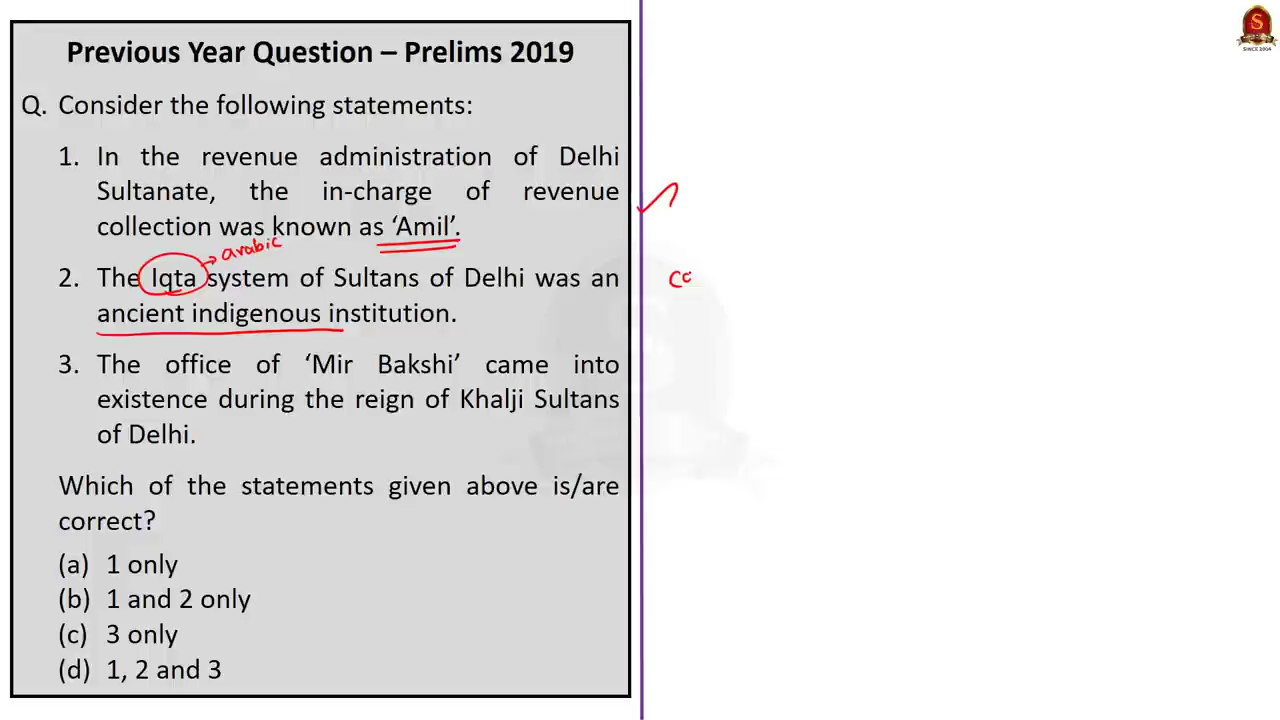 Previous Year Question – Prelims 2019
Q. Consider the following statements:
1. In the revenue administration of Delhi
Sultanate, the in-charge of revenue
collection was known as ‘Amil’.
arabic
2. The Iqta system of Sultans of Delhi was an
ancient indigenous institution.
3. The office of ‘Mir Bakshi’ came into
existence during the reign of Khalji Sultans
of Delhi.
Which of the statements given above is/are
correct?
(a) 1 only
(b) 1 and 2 only
(c) 3 only
(d) 1, 2 and 3
S
SINCE 2004